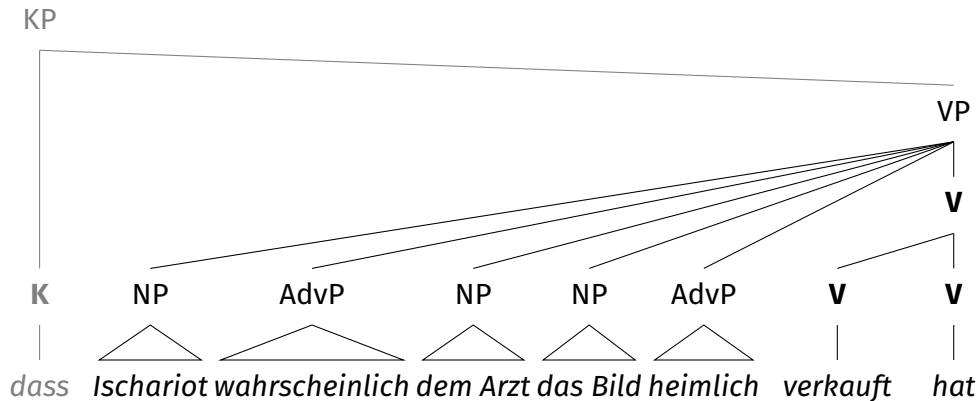 KP
VP
V
K NP AdvP NP NP AdvP V V
dass Ischariot wahrscheinlich dem Arzt das Bild heimlich verkauft hat